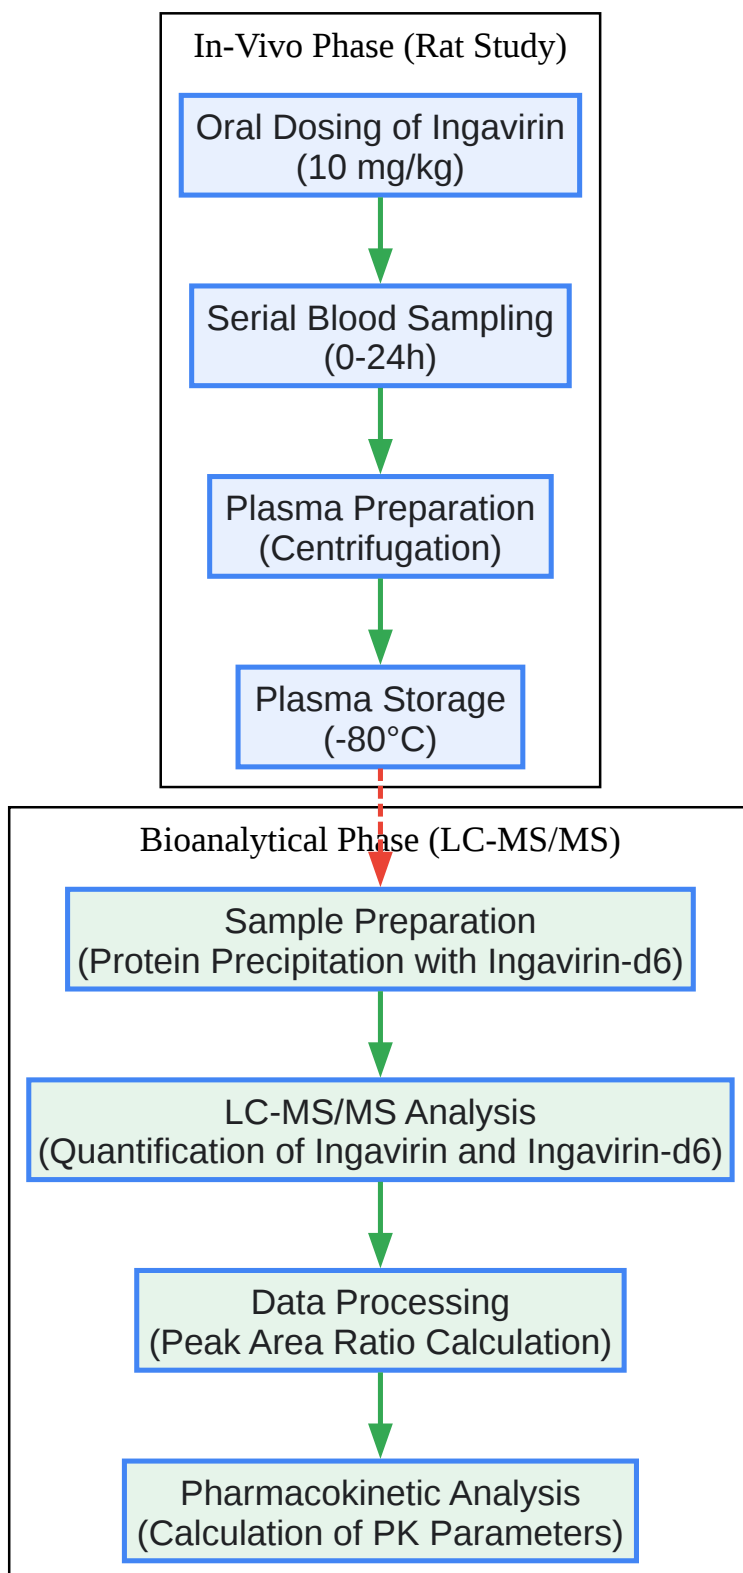 In-Vivo Phase (Rat Study)
Oral Dosing of Ingavirin
(10 mg/kg)
Serial Blood Sampling
(0-24h)
Plasma Preparation
(Centrifugation)
Plasma Storage
(-80°C)
Bioanalytical Phase (LC-MS/MS)
Sample Preparation
(Protein Precipitation with Ingavirin-d6)
LC-MS/MS Analysis
(Quantification of Ingavirin and Ingavirin-d6)
Data Processing
(Peak Area Ratio Calculation)
Pharmacokinetic Analysis
(Calculation of PK Parameters)